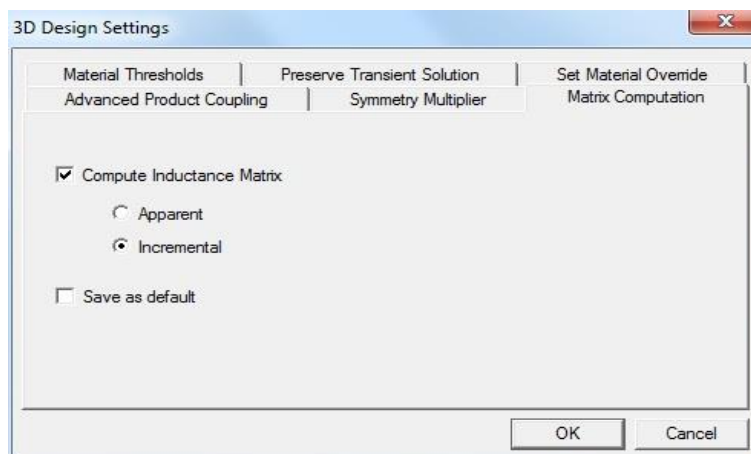 3D Design Settings
Material Thresholds Preserve Transient Solution Set Material Override
Advanced Product Coupling Symmetry Multiplier Matrix Computation
Compute Inductance Matrix
Apparent
Incremental
Save as default
OK Cancel